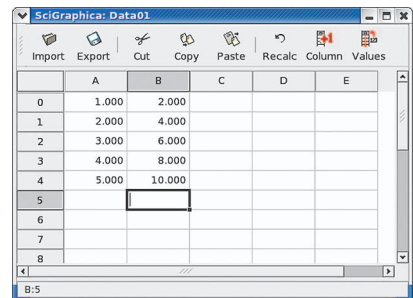 SciGraphica: Data01
Import Export Cut Copy Paste Recalc Column Values
A B C D E
0 1.000 2.000
1 2.000 4.000
2 3.000 6.000
3 4.000 8.000
4 5.000 10.000
5
6
7
8
B:5